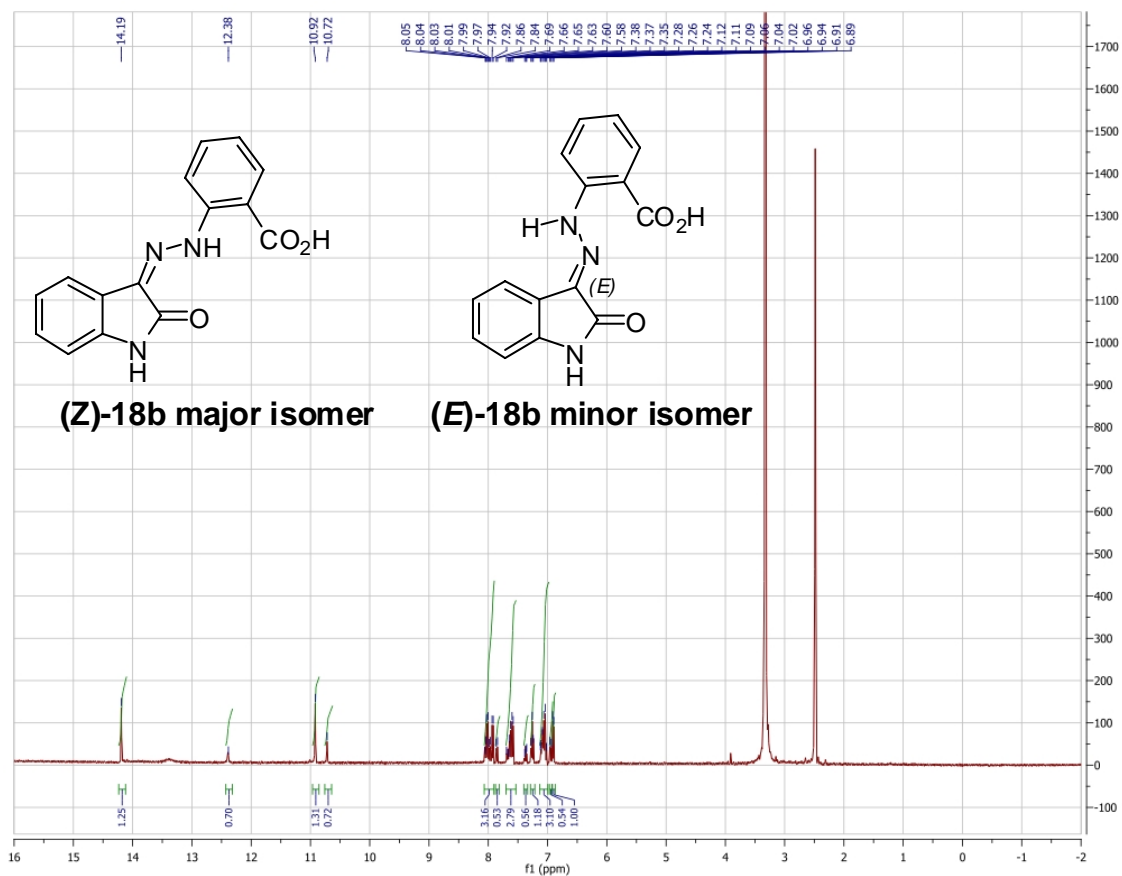 14.19 12.38 10.92 10.72 8.05 8.04 8.03 8.01 7.99 7.97 7.94 7.92 7.86 7.84 7.69 7.66 7.65 7.63 7.60 7.58 7.38 7.37 7.35 7.28 7.26 7.24 7.12 7.11 7.09 7.06 7.04 7.02 6.96 6.94 6.91 6.89
1700
1600
1500
1400
1300
1200
1100
1000
900
800
700
600
500
400
300
200
100
0
-100
N NH CO2H
O
N
H
H N CO2H
N
(E)
O
N
H
(Z)-18b major isomer (E)-18b minor isomer
1.25 0.70 1.31 0.72 3.16 0.53 2.79 0.56 1.18 3.10 0.54 1.00
16 15 14 13 12 11 10 9 8 7 6 5 4 3 2 1 0 -1 -2
f1 (ppm)